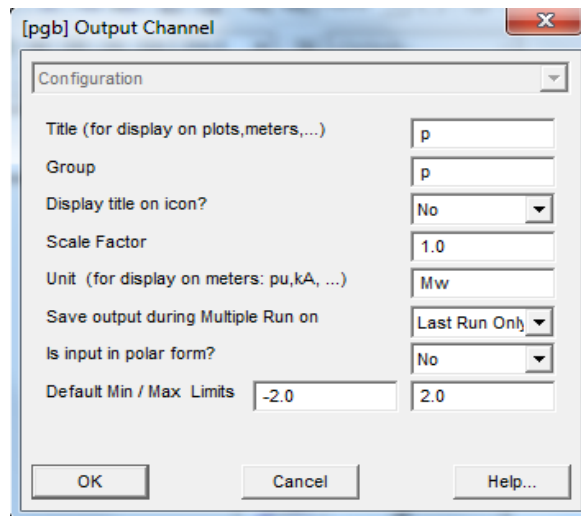 [pgb] Output Channel
Configuration
Title (for display on plots,meters,...) p
Group p
Display title on icon? No
Scale Factor 1.0
Unit (for display on meters: pu,kA, ...) Mw
Save output during Multiple Run on Last Run Only
Is input in polar form? No
Default Min / Max Limits -2.0 2.0
OK Cancel Help...